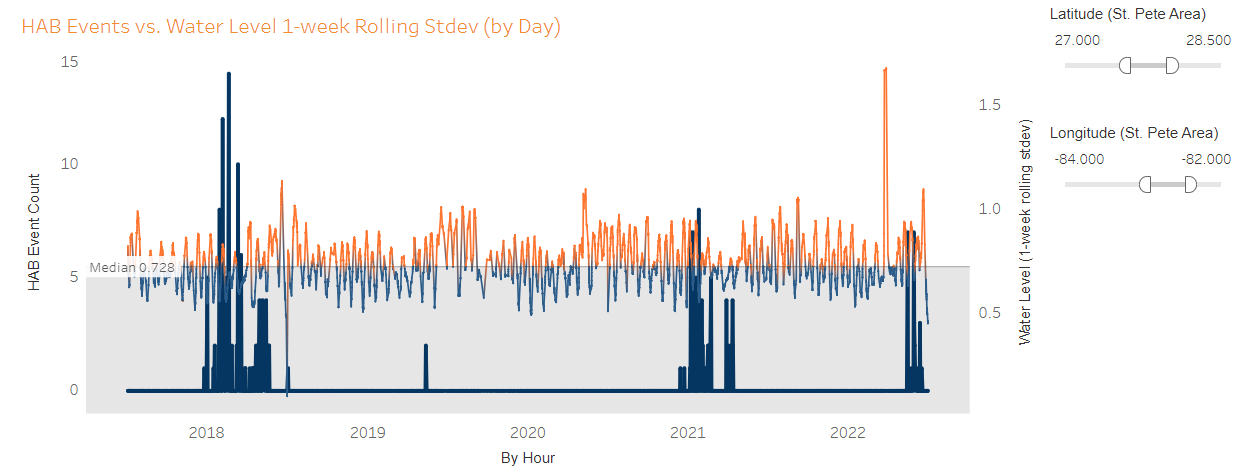 HAB Events vs. Water Level 1-week Rolling Stdev (by Day)
Latitude (St. Pete Area)
27.000 28.500
Longitude (St. Pete Area)
-84.000 -82.000
HAB Event Count
15
10
5
0
Median 0.728
1.5
1.0
0.5
Water Level (1-week rolling stdev)
2018 2019 2020 2021 2022
By Hour